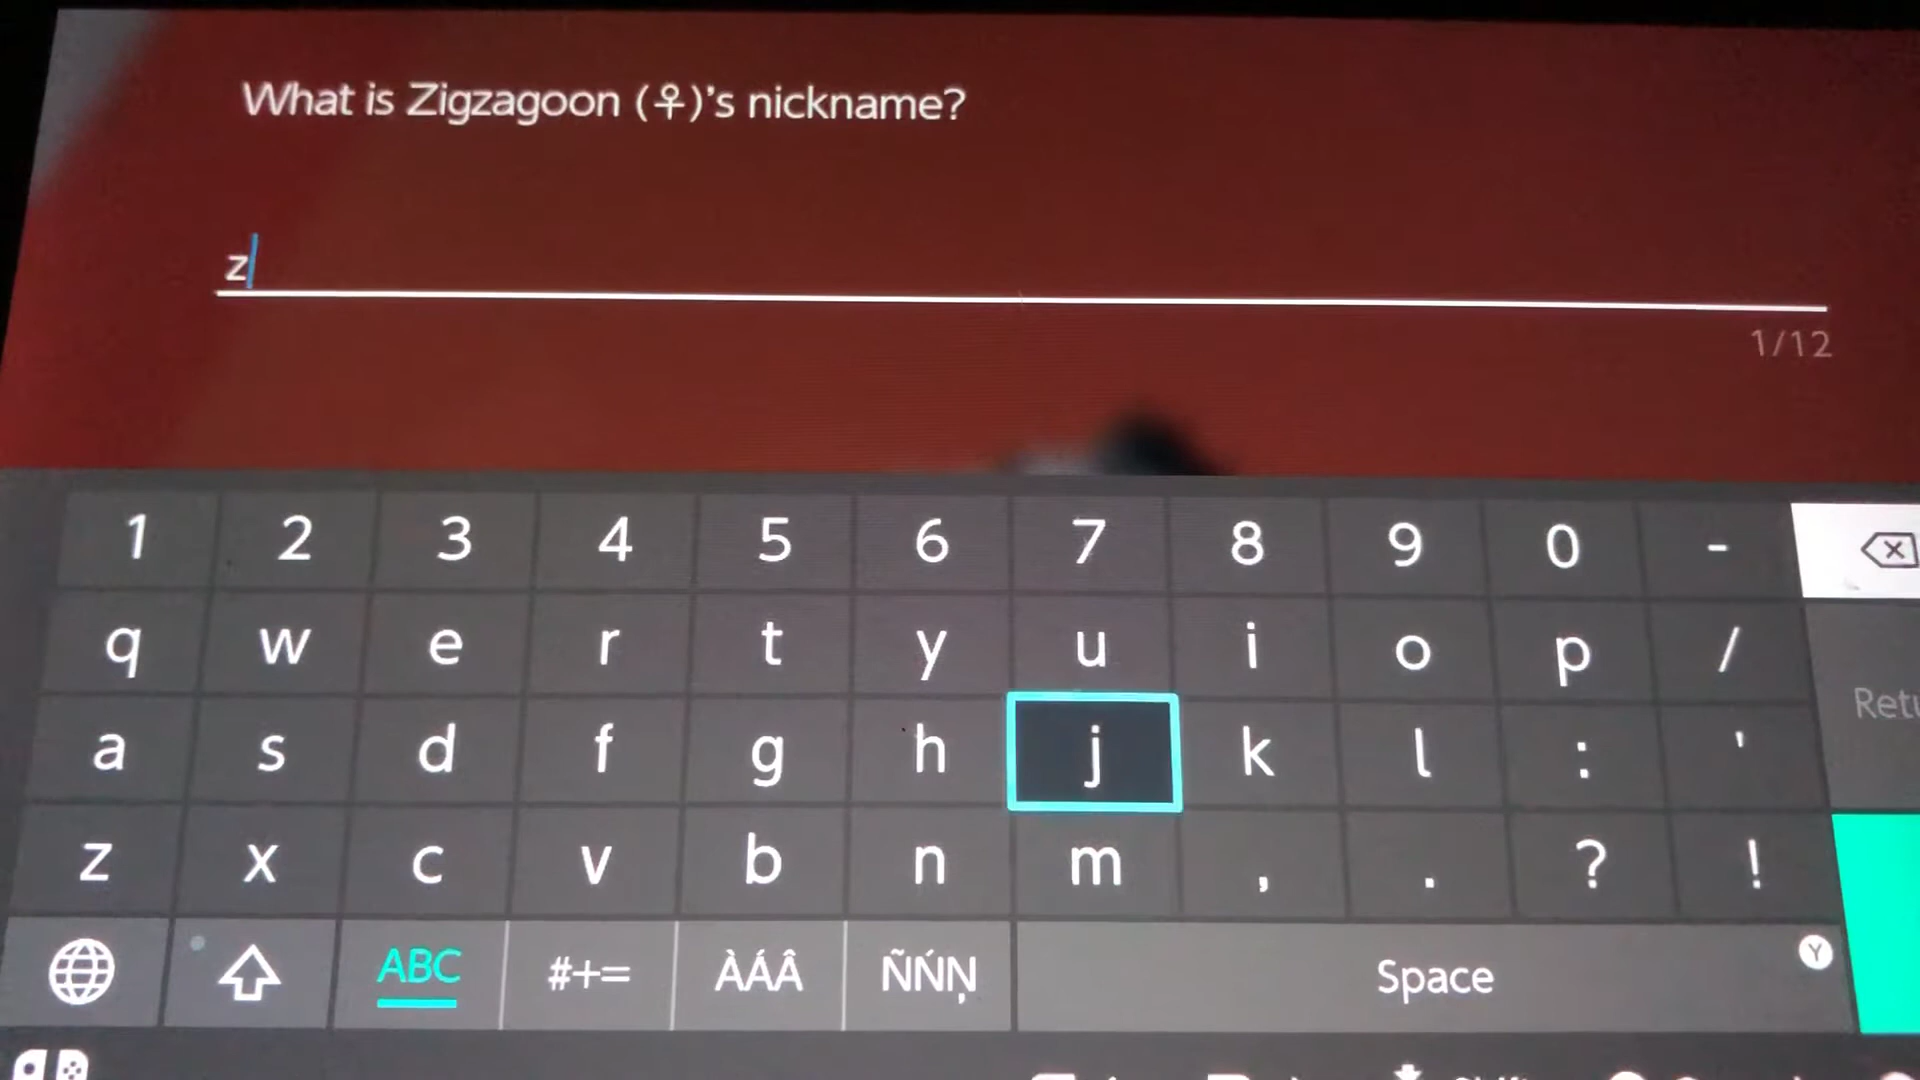 What is Zigzagoon (♀)'s nickname?
z
1/12
1 2 3 4 5 6 7 8 9 0 -
q w e r t y u i o p /
a s d f g h j k l : '
z x c v b n m , . ? !
ABC #+= ÀÁÂ ÑŃŅ Space Y